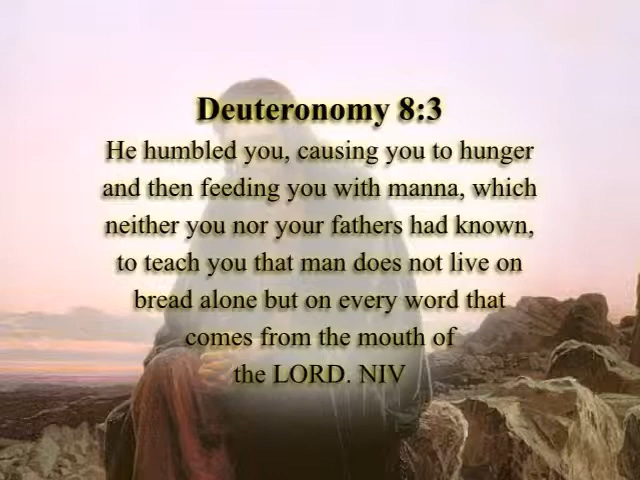 Deuteronomy 8:3
He humbled you, causing you to hunger
and then feeding you with manna, which
neither you nor your fathers had known,
to teach you that man does not live on
bread alone but on every word that
comes from the mouth of
the LORD. NIV